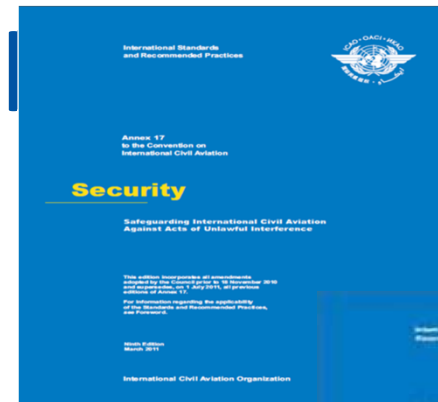 International Standards
and Recommended Practices
ICAO · OACI · ИКАО
Annex 17
to the Convention on
International Civil Aviation
Security
Safeguarding International Civil Aviation
Against Acts of Unlawful Interference
This edition incorporates all amendments
adopted by the Council prior to 18 November 2010
and supersedes, on 1 July 2011, all previous
editions of Annex 17.
For information regarding the applicability
of the Standards and Recommended Practices,
see Foreword.
Ninth Edition
March 2011
International Civil Aviation Organization